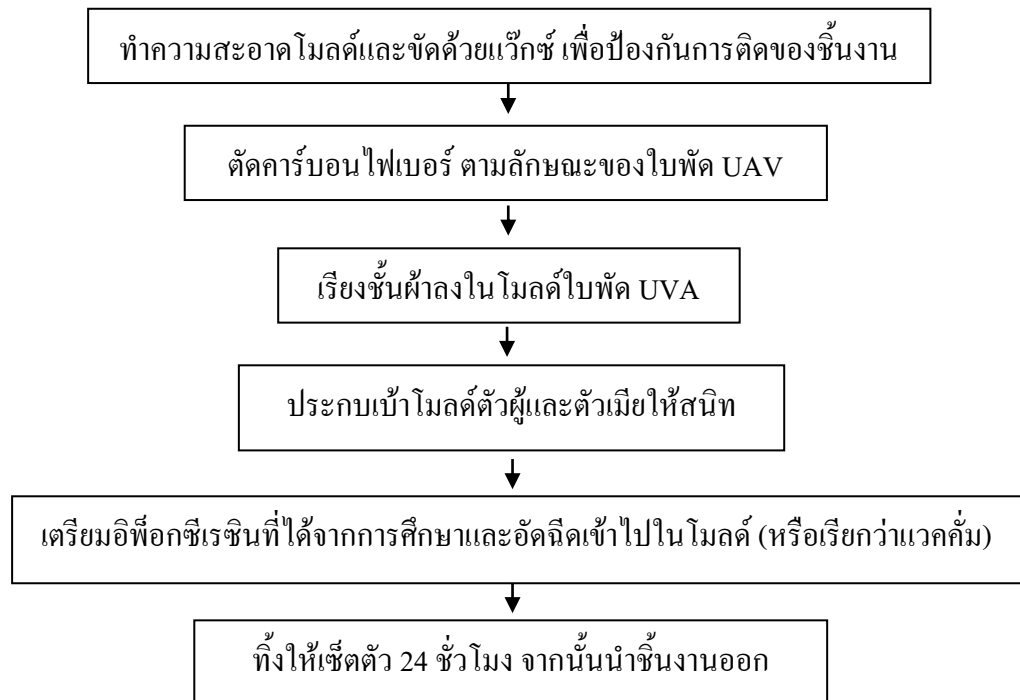 ทำความสะอาดโมลด์และขัดด้วยแว๊กซ์ เพื่อป้องกันการติดของชิ้นงาน
ตัดคาร์บอนไฟเบอร์ ตามลักษณะของใบพัด UAV
เรียงชั้นผ้าลงในโมลด์ใบพัด UVA
ประกบเบ้าโมลด์ตัวผู้และตัวเมียให้สนิท
เตรียมอิพ็อกซีเรซินที่ได้จากการศึกษาและอัดฉีดเข้าไปในโมลด์ (หรือเรียกว่าแวคคั่ม)
ทิ้งให้เซ็ตตัว 24 ชั่วโมง จากนั้นนำชิ้นงานออก